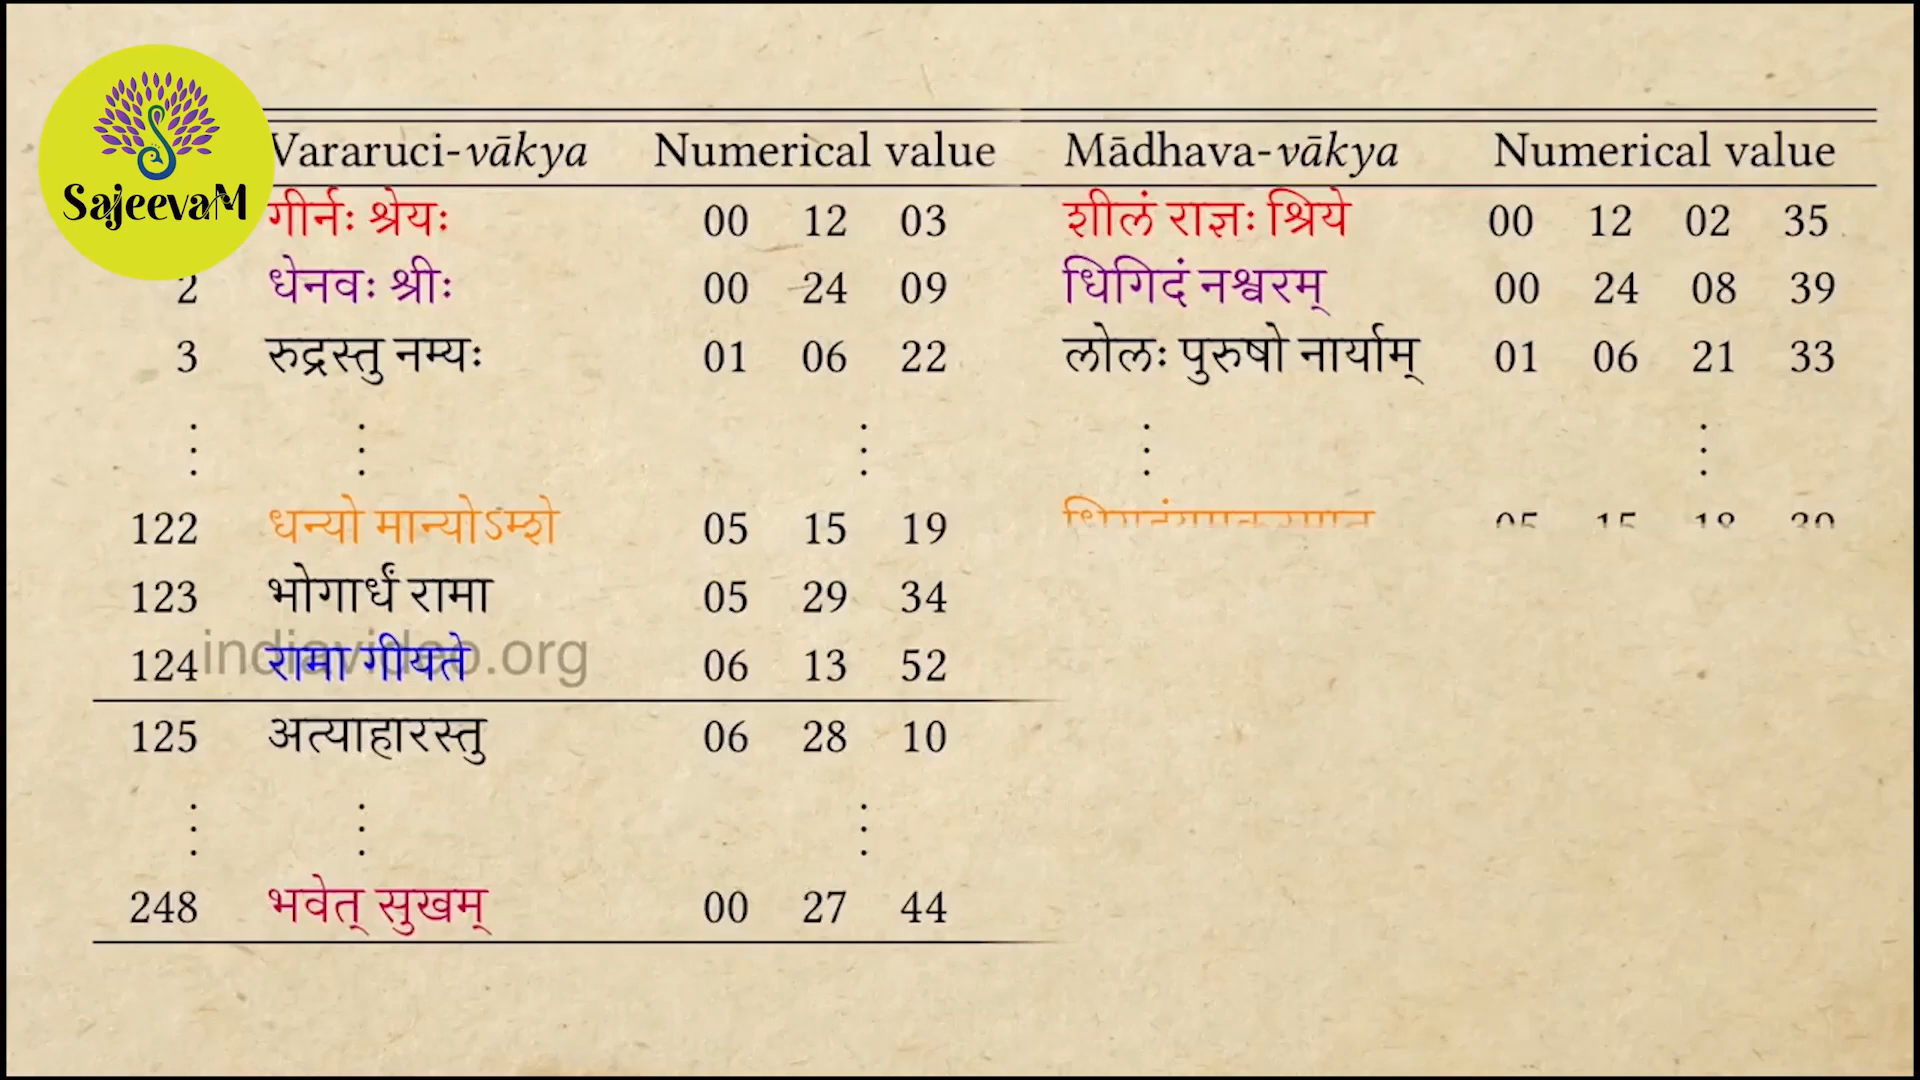 SajeevaM
Vararuci-vākya Numerical value Mādhava-vākya Numerical value
गीर्नः श्रेयः 00 12 03 शीलं राज्ञः श्रिये 00 12 02 35
2 धेनवः श्रीः 00 24 09 धिगिदं नश्वरम् 00 24 08 39
3 रुद्रस्तु नम्यः 01 06 22 लोलः पुरुषो नार्याम् 01 06 21 33
122 धन्यो मान्योऽम्शे 05 15 19
123 भोगार्धं रामा 05 29 34
124 रामा गीयते 06 13 52
indiavideo.org
125 अत्याहारस्तु 06 28 10
248 भवेत् सुखम् 00 27 44